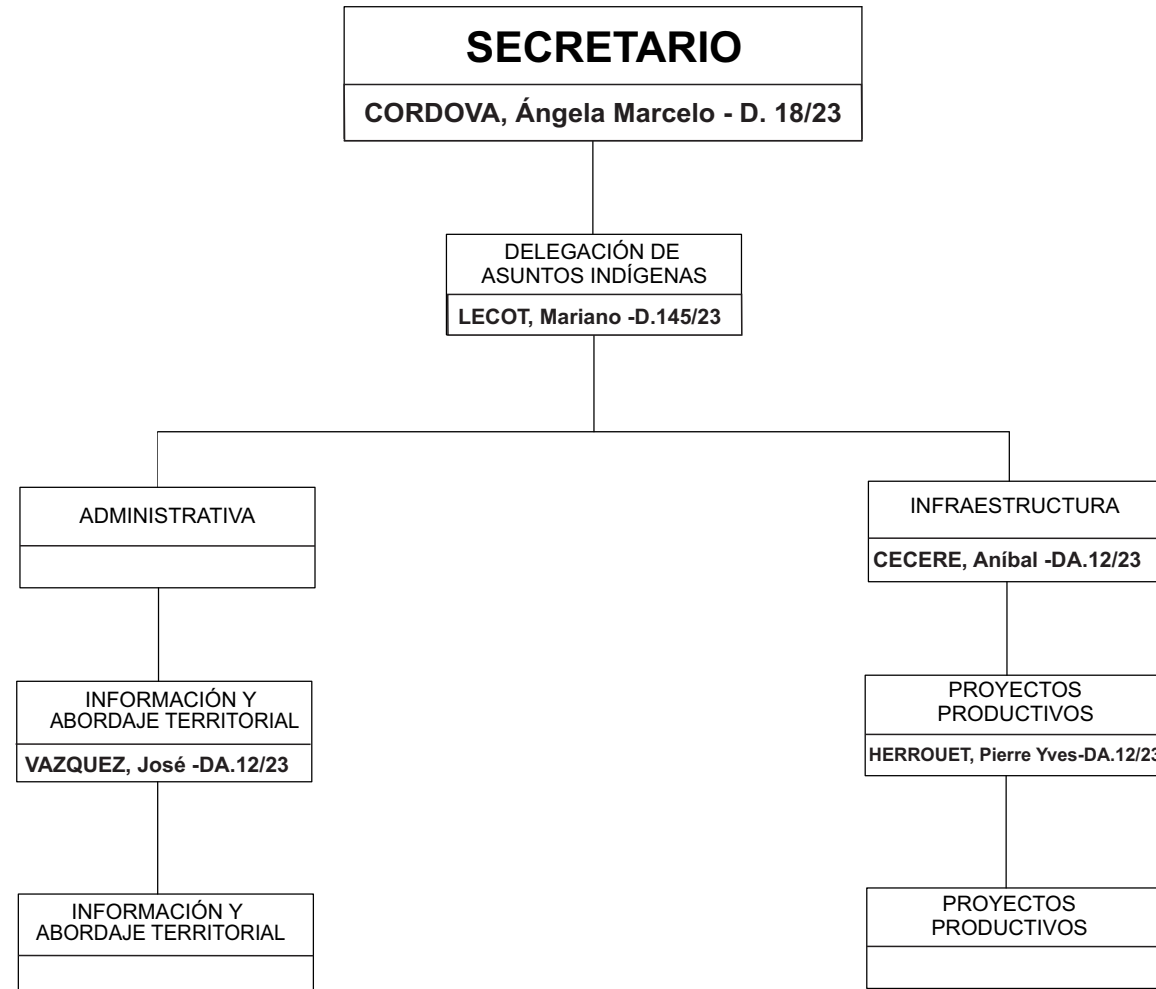 SECRETARIO
CORDOVA, Ángela Marcelo - D. 18/23
DELEGACIÓN DE
ASUNTOS INDÍGENAS
LECOT, Mariano -D.145/23
ADMINISTRATIVA
INFORMACIÓN Y
ABORDAJE TERRITORIAL
VAZQUEZ, José -DA.12/23
INFORMACIÓN Y
ABORDAJE TERRITORIAL
INFRAESTRUCTURA
CECERE, Aníbal -DA.12/23
PROYECTOS
PRODUCTIVOS
HERROUET, Pierre Yves-DA.12/23
PROYECTOS
PRODUCTIVOS